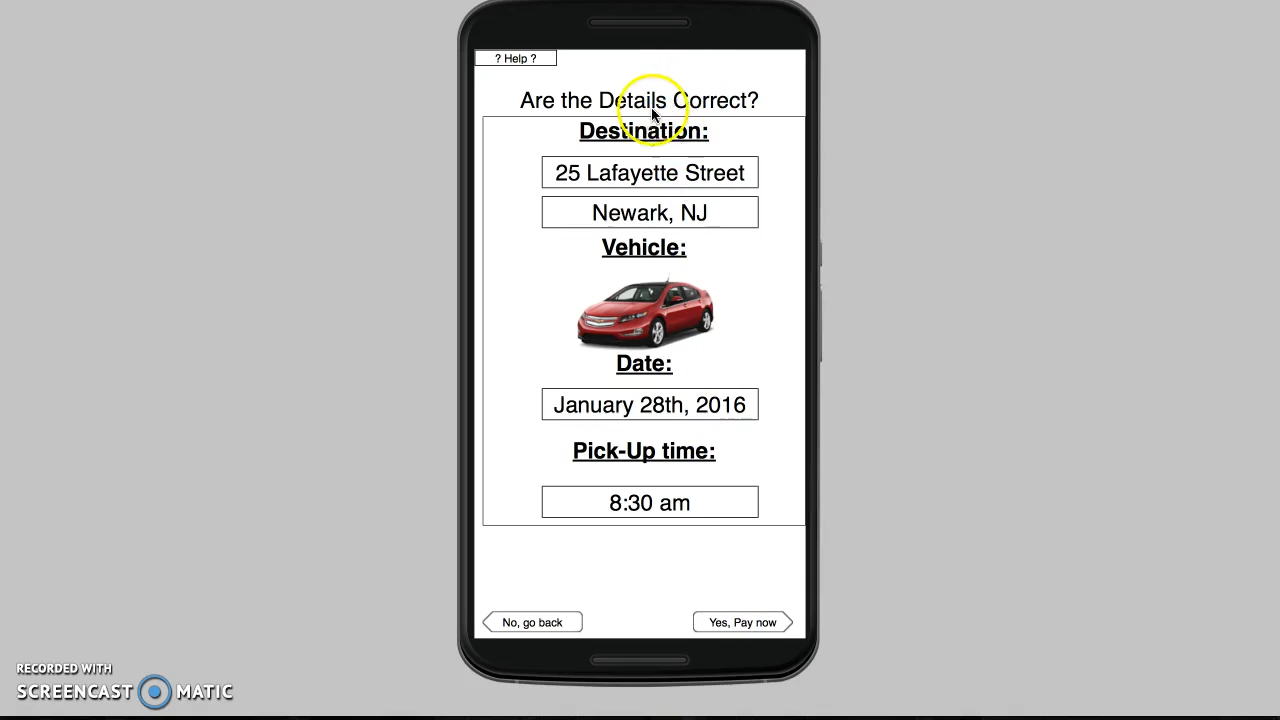 ? Help ?
Are the Details Correct?
Destination:
25 Lafayette Street
Newark, NJ
Vehicle:
Date:
January 28th, 2016
Pick-Up time:
8:30 am
No, go back
Yes, Pay now
RECORDED WITH
SCREENCAST MATIC